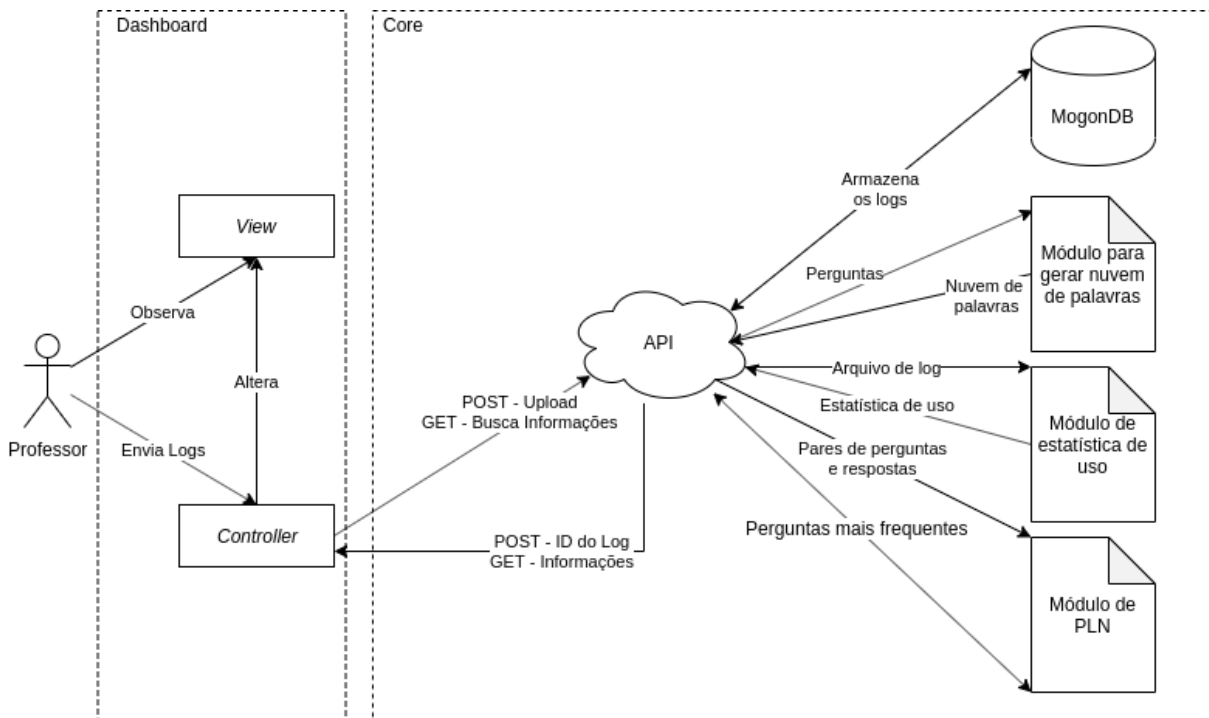 Dashboard
Core
MogonDB
Armazena
os logs
View
Módulo para
gerar nuvem
de palavras
Perguntas
Nuvem de
palavras
Observa
API
Professor
Altera
Arquivo de log
POST - Upload
GET - Busca Informações
Estatística de uso
Módulo de
estatística de
uso
Envia Logs
Pares de perguntas
e respostas
Controller
Perguntas mais frequentes
POST - ID do Log
GET - Informações
Módulo de
PLN